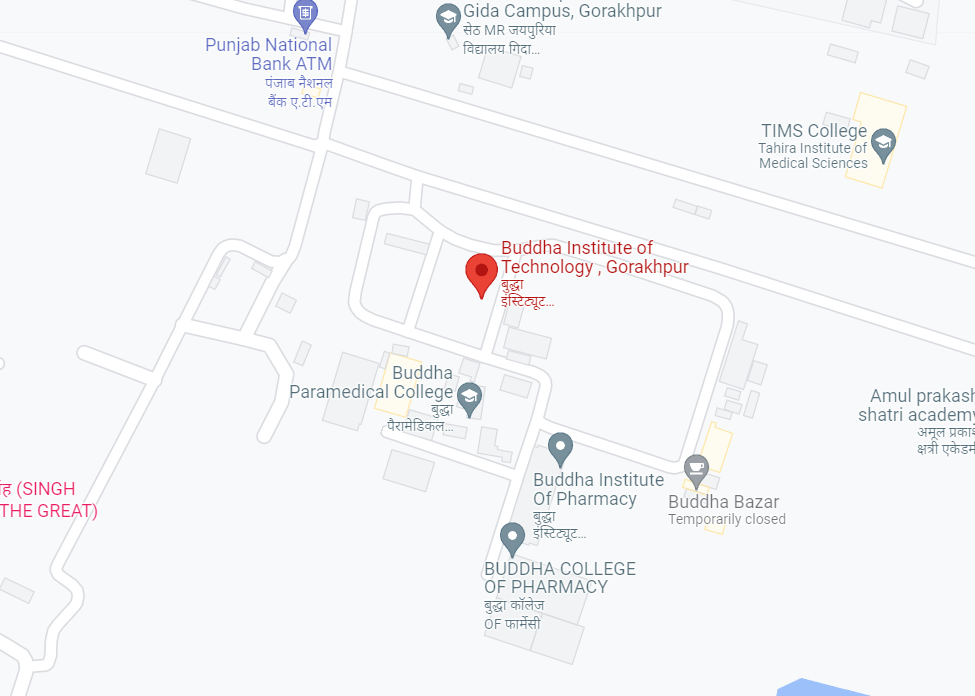 Gida Campus, Gorakhpur
सेठ MR जयपुरिया
विद्यालय गिदा...
Punjab National
Bank ATM
पंजाब नैशनल
बैंक ए.टी.एम
TIMS College
Tahira Institute of
Medical Sciences
Buddha Institute of
Technology , Gorakhpur
बुद्धा
इंस्टिट्यूट...
Buddha
Paramedical College
बुद्धा
पैरामेडिकल...
Amul prakash
shatri academy
अमूल प्रकाश
क्षत्री एकेडमी
Buddha Institute
Of Pharmacy
बुद्धा
इंस्टिट्यूट...
Buddha Bazar
Temporarily closed
(SINGH
THE GREAT)
BUDDHA COLLEGE
OF PHARMACY
बुद्धा कॉलेज
OF फार्मेसी